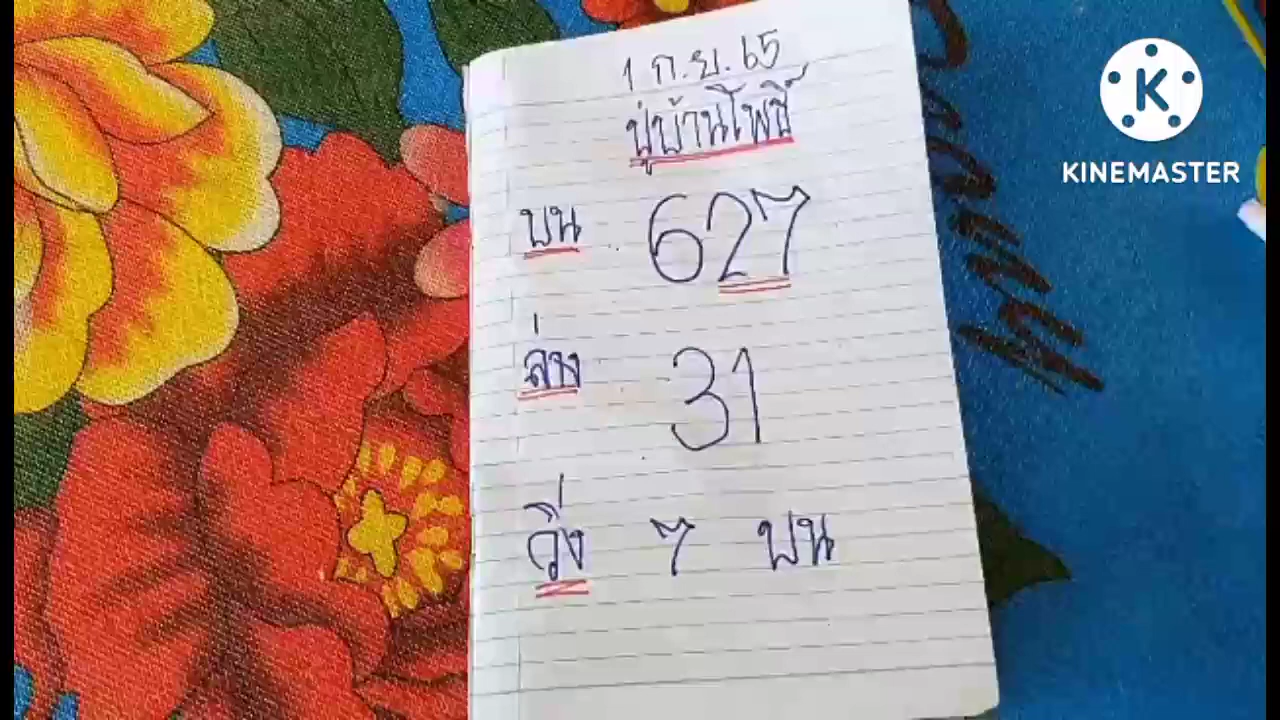 1 ก.ย.65
ปู่บ้านโพธิ์
บน 627
ล่าง 31
วิ่ง 7 บน
K
KINEMASTER